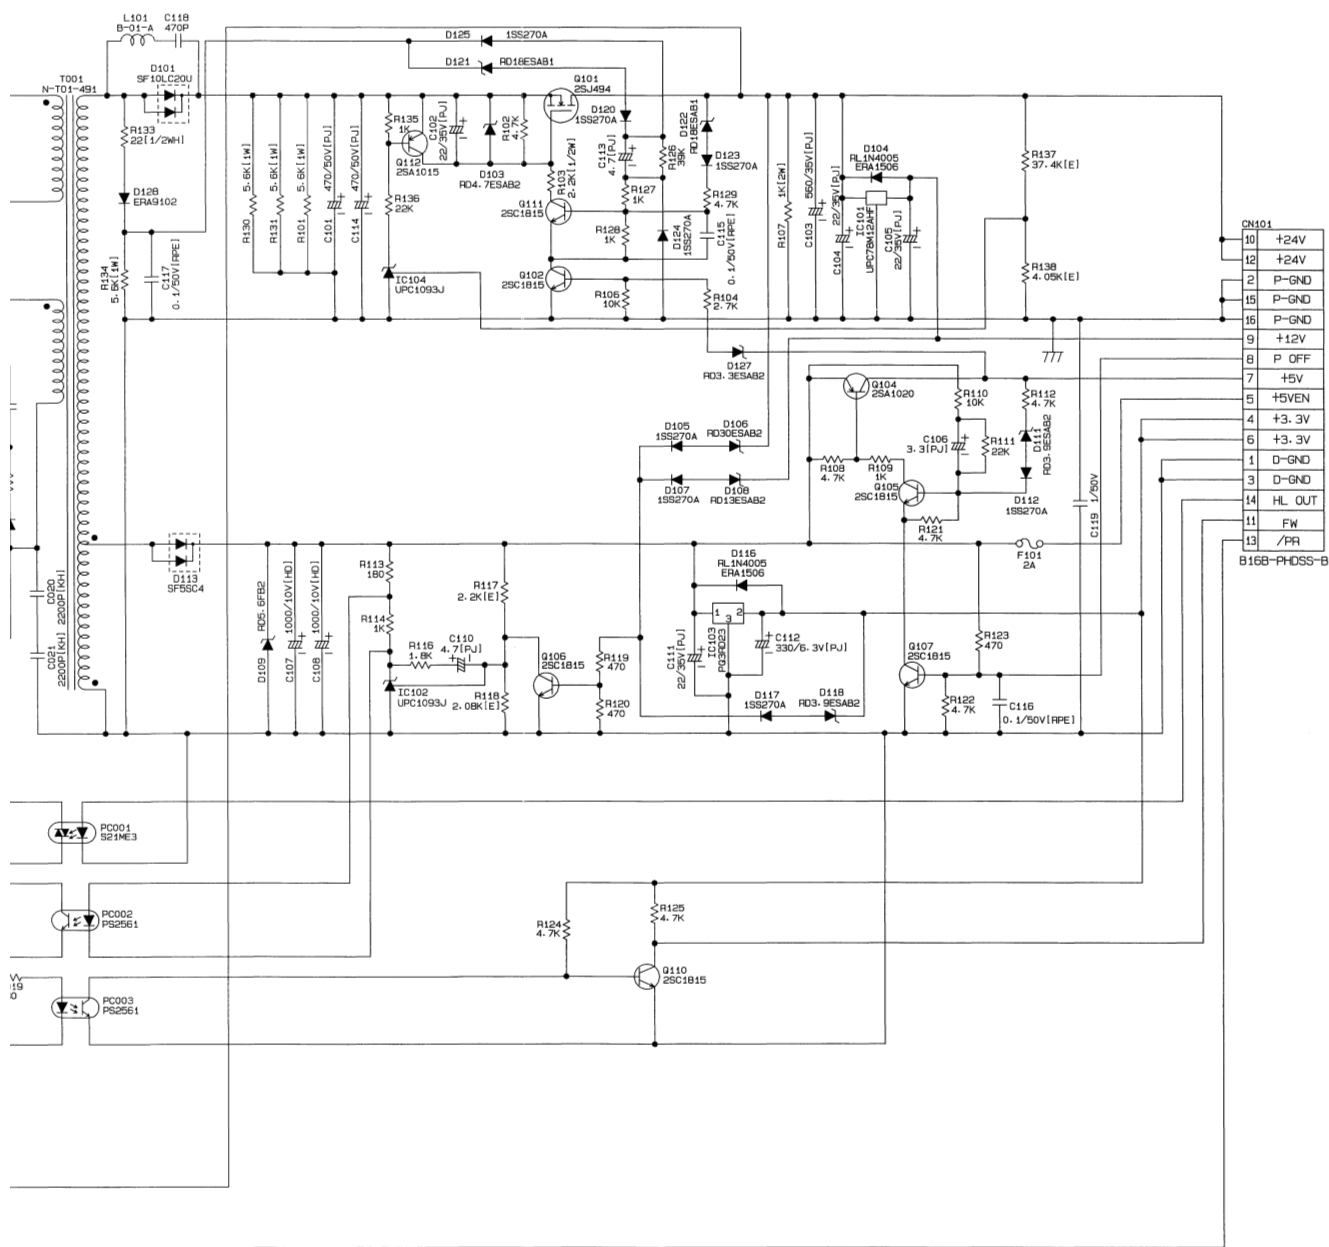 L101
B-01-A
C118
470P
T001
N-T01-491
D101
SF10LC20U
R133
22[1/2WH]
D128
ERA9102
R134
5.6K[1W]
C117
0.1/50V[RPE]
R130
5.6K[1W]
R131
5.6K[1W]
R101
5.6K[1W]
C101
470/50V[PJ]
C114
470/50V[PJ]
R135
1K
Q112
2SA1015
R136
22K
IC104
UPC1093J
C102
22/35V[PJ]
D103
RD4.7ESAB2
R102
4.7K
D125
1SS270A
D121
RD18ESAB1
Q101
2SJ494
R103
2.2K[1/2W]
Q111
2SC1815
Q102
2SC1815
D120
1SS270A
C113
4.7[PJ]
R126
39K
R127
1K
R128
1K
R106
10K
D124
1SS270A
D122
RD18ESAB1
D123
1SS270A
R129
4.7K
C115
0.1/50V[RPE]
R104
2.7K
D127
RD3.3ESAB2
R107
1K[2W]
C103
560/35V[PJ]
C104
22/35V[PJ]
D104
RL1N4005
ERA1506
IC101
UPC78M12AHF
C105
22/35V[PJ]
R137
37.4K[E]
R138
4.05K[E]
CN101
10 +24V
12 +24V
2 P-GND
15 P-GND
16 P-GND
9 +12V
8 P OFF
7 +5V
5 +5VEN
4 +3.3V
6 +3.3V
1 D-GND
3 D-GND
14 HL OUT
11 FW
13 /PR
B16B-PHDSS-B
Q104
2SA1020
R110
10K
R112
4.7K
D111
RD3.9ESAB2
C106
3.3[PJ]
R111
22K
R108
4.7K
R109
1K
Q105
2SC1815
D112
1SS270A
R121
4.7K
C119 1/50V
D105
1SS270A
D106
RD30ESAB2
D107
1SS270A
D108
RD13ESAB2
F101
2A
D113
SF5SC4
C020
2200P[KH]
C021
2200P[KH]
D109
RD5.6FB2
C107
1000/10V[HD]
C108
1000/10V[HD]
R113
180
R114
1K
R116
1.8K
C110
4.7[PJ]
IC102
UPC1093J
R117
2.2K[E]
R118
2.08K[E]
Q106
2SC1815
R119
470
R120
470
C111
22/35V[PJ]
D116
RL1N4005
ERA1506
1 2
3
IC103
PQ3RD23
C112
330/6.3V[PJ]
D117
1SS270A
D118
RD3.9ESAB2
Q107
2SC1815
R123
470
R122
4.7K
C116
0.1/50V[RPE]
PC001
S21ME3
PC002
PS2561
PC003
PS2561
R124
4.7K
R125
4.7K
Q110
2SC1815